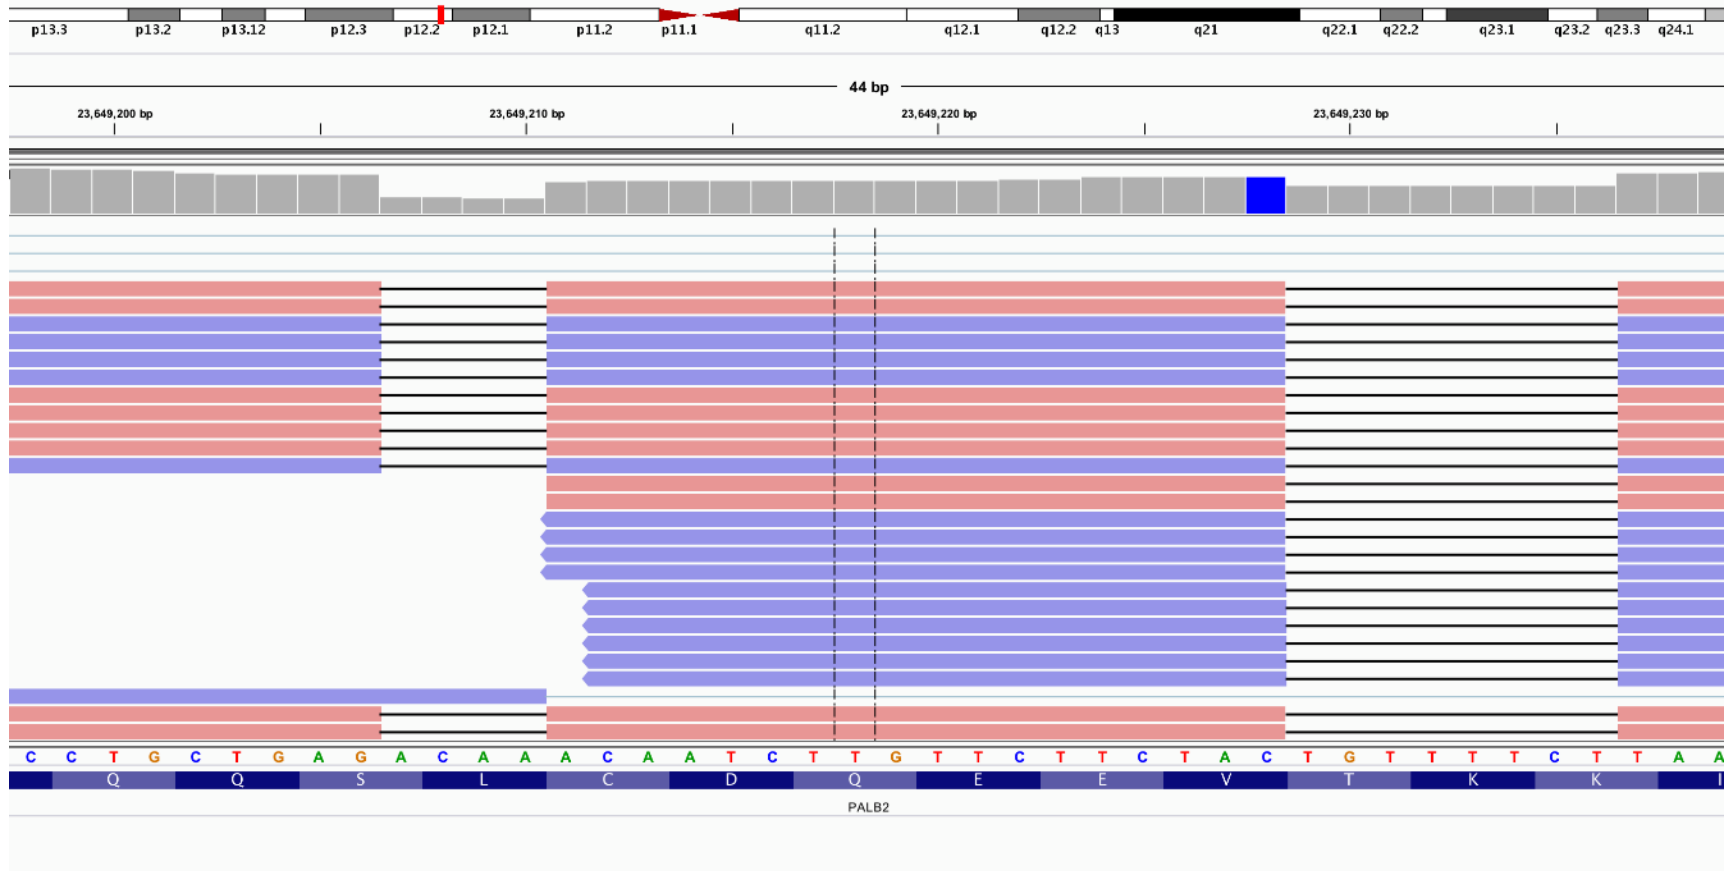 p13.3 p13.2 p13.12 p12.3 p12.2 p12.1 p11.2 p11.1 q11.2 q12.1 q12.2 q13 q21 q22.1 q22.2 q23.1 q23.2 q23.3 q24.1
44 bp
23,649,200 bp 23,649,210 bp 23,649,220 bp 23,649,230 bp
C C T G C T G A G A C A A A C A A T C T T G T T C T T C T A C T G T T T T C T T A A
Q Q S L C D Q E E V T K K I
PALB2